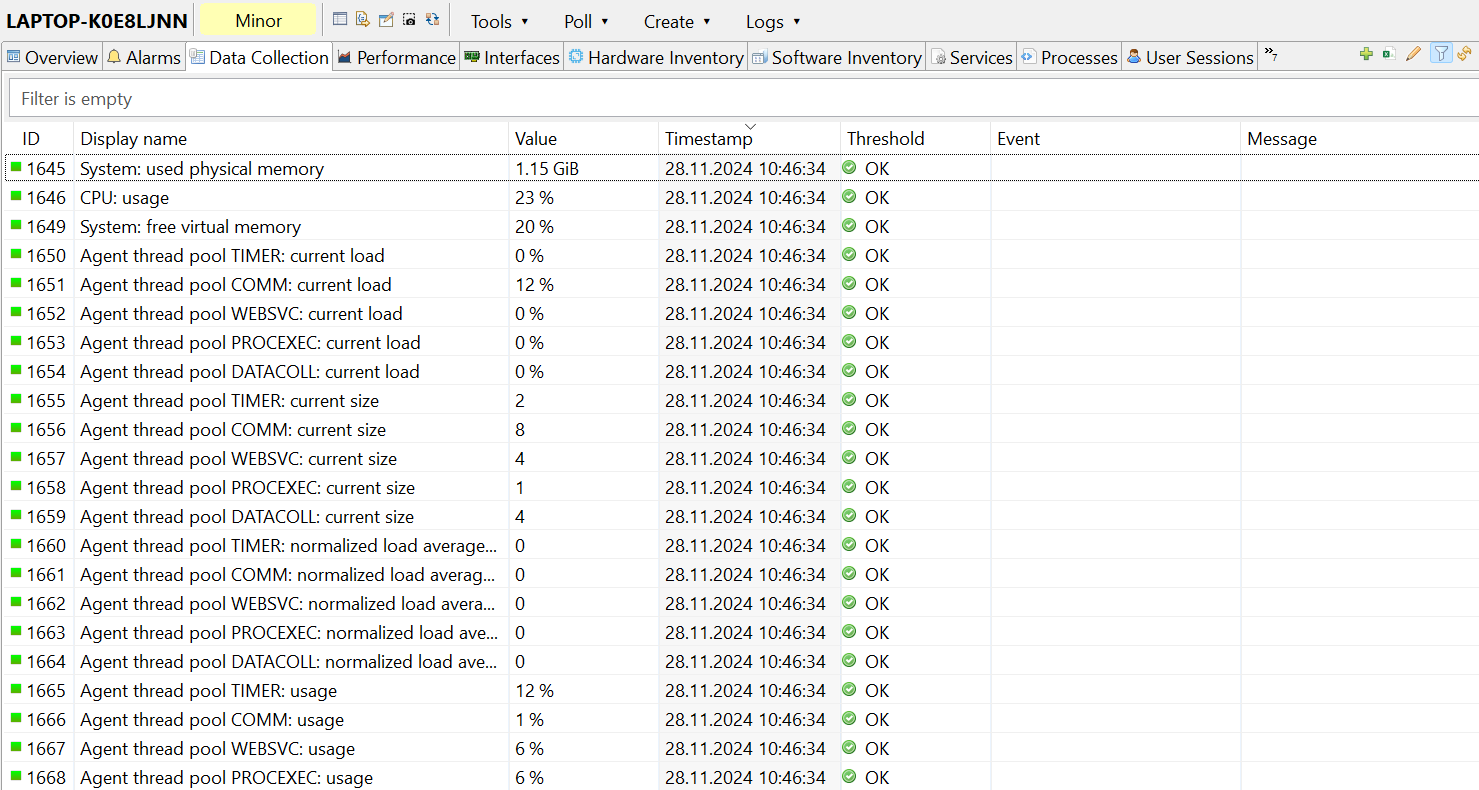 LAPTOP-K0E8LJNN Minor Tools Poll Create Logs
Overview Alarms Data Collection Performance Interfaces Hardware Inventory Software Inventory Services Processes User Sessions »7
Filter is empty
ID Display name Value Timestamp Threshold Event Message
1645 System: used physical memory 1.15 GiB 28.11.2024 10:46:34 OK
1646 CPU: usage 23 % 28.11.2024 10:46:34 OK
1649 System: free virtual memory 20 % 28.11.2024 10:46:34 OK
1650 Agent thread pool TIMER: current load 0 % 28.11.2024 10:46:34 OK
1651 Agent thread pool COMM: current load 12 % 28.11.2024 10:46:34 OK
1652 Agent thread pool WEBSVC: current load 0 % 28.11.2024 10:46:34 OK
1653 Agent thread pool PROCEXEC: current load 0 % 28.11.2024 10:46:34 OK
1654 Agent thread pool DATACOLL: current load 0 % 28.11.2024 10:46:34 OK
1655 Agent thread pool TIMER: current size 2 28.11.2024 10:46:34 OK
1656 Agent thread pool COMM: current size 8 28.11.2024 10:46:34 OK
1657 Agent thread pool WEBSVC: current size 4 28.11.2024 10:46:34 OK
1658 Agent thread pool PROCEXEC: current size 1 28.11.2024 10:46:34 OK
1659 Agent thread pool DATACOLL: current size 4 28.11.2024 10:46:34 OK
1660 Agent thread pool TIMER: normalized load average... 0 28.11.2024 10:46:34 OK
1661 Agent thread pool COMM: normalized load averag... 0 28.11.2024 10:46:34 OK
1662 Agent thread pool WEBSVC: normalized load avera... 0 28.11.2024 10:46:34 OK
1663 Agent thread pool PROCEXEC: normalized load ave... 0 28.11.2024 10:46:34 OK
1664 Agent thread pool DATACOLL: normalized load ave... 0 28.11.2024 10:46:34 OK
1665 Agent thread pool TIMER: usage 12 % 28.11.2024 10:46:34 OK
1666 Agent thread pool COMM: usage 1 % 28.11.2024 10:46:34 OK
1667 Agent thread pool WEBSVC: usage 6 % 28.11.2024 10:46:34 OK
1668 Agent thread pool PROCEXEC: usage 6 % 28.11.2024 10:46:34 OK